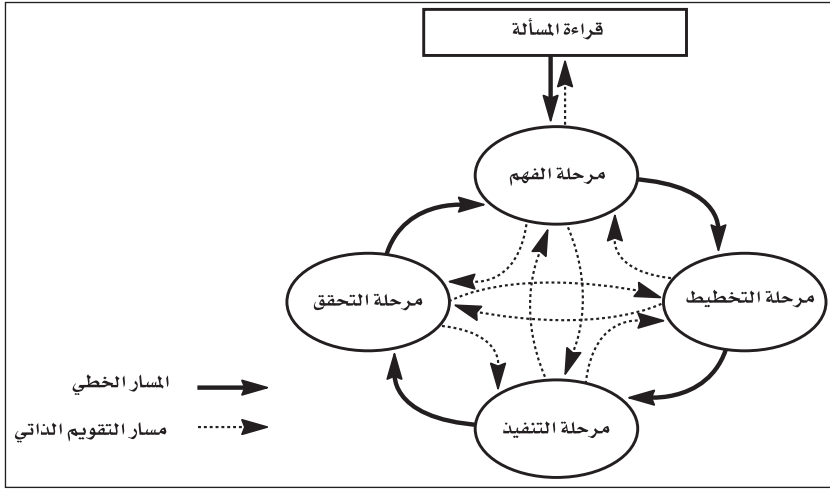 قراءة المسألة
مرحلة الفهم
مرحلة التخطيط
مرحلة التحقق
مرحلة التنفيذ
المسار الخطي
مسار التقويم الذاتي